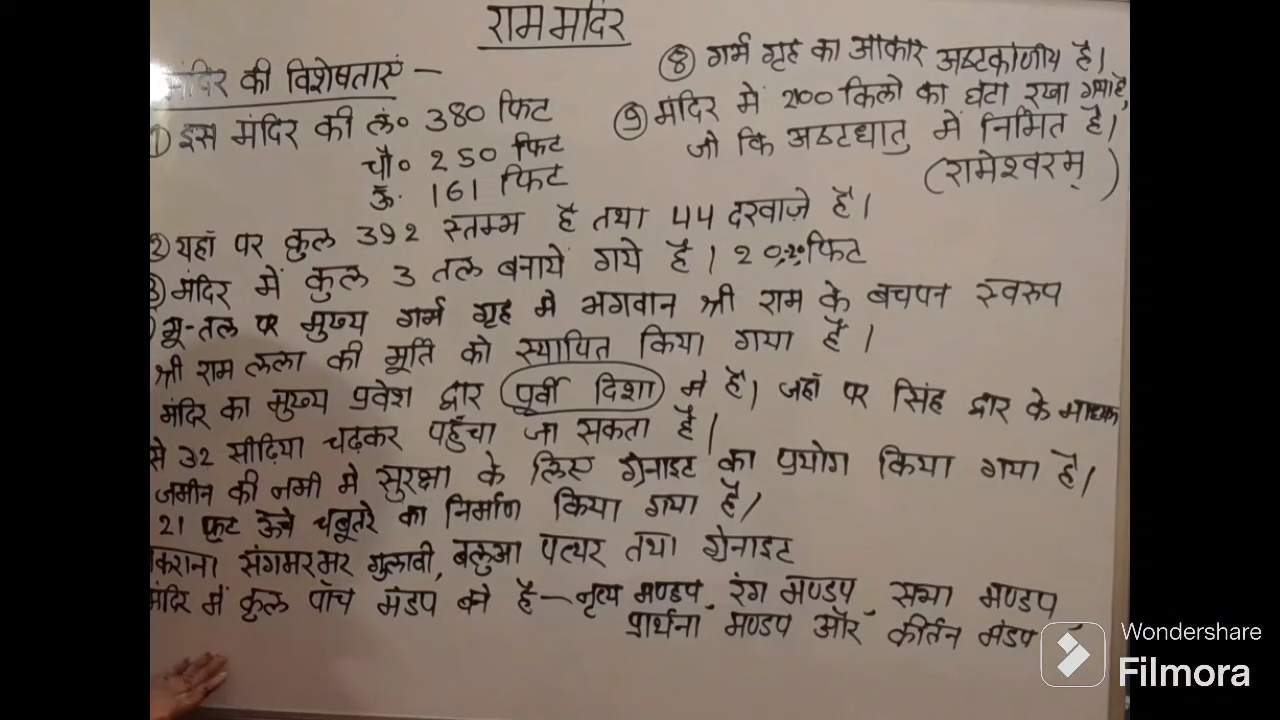 राम मंदिर
मंदिर की विशेषताएं –
① इस मंदिर की लं० 380 फिट
चौ० 250 फिट
ऊ. 161 फिट
② यहां पर कुल 392 स्तम्भ है तथा 44 दरवाज़े है।
③ मंदिर में कुल 3 तल बनाये गये है। 20,20 फिट
भू-तल पर मुख्य गर्भ गृह मे भगवान श्री राम के बचपन स्वरुप
श्री राम लला की मूर्ति को स्थापित किया गया है।
मंदिर का मुख्य प्रवेश द्वार पूर्वी दिशा मे है। जहाँ पर सिंह द्वार के माध्यम
से 32 सीढ़िया चढ़कर पहुँचा जा सकता है।
जमीन की नमी मे सुरक्षा के लिए ग्रेनाइट का प्रयोग किया गया है।
21 फुट ऊंचे चबूतरे का निर्माण किया गया है।
मकराना संगमरमर गुलाबी, बलुआ पत्थर तथा ग्रेनाइट
मंदिर में कुल पाँच मंडप बने है – नृत्य मण्डप, रंग मण्डप, सभा मण्डप
प्रार्थना मण्डप और कीर्तन मंडप
⑧ गर्भ गृह का आकार अष्टकोणीय है।
⑨ मंदिर में 2100 किलो का घंटा रखा गया है,
जो कि अष्टधातु में निर्मित है।
(रामेश्वरम्)
Wondershare
Filmora